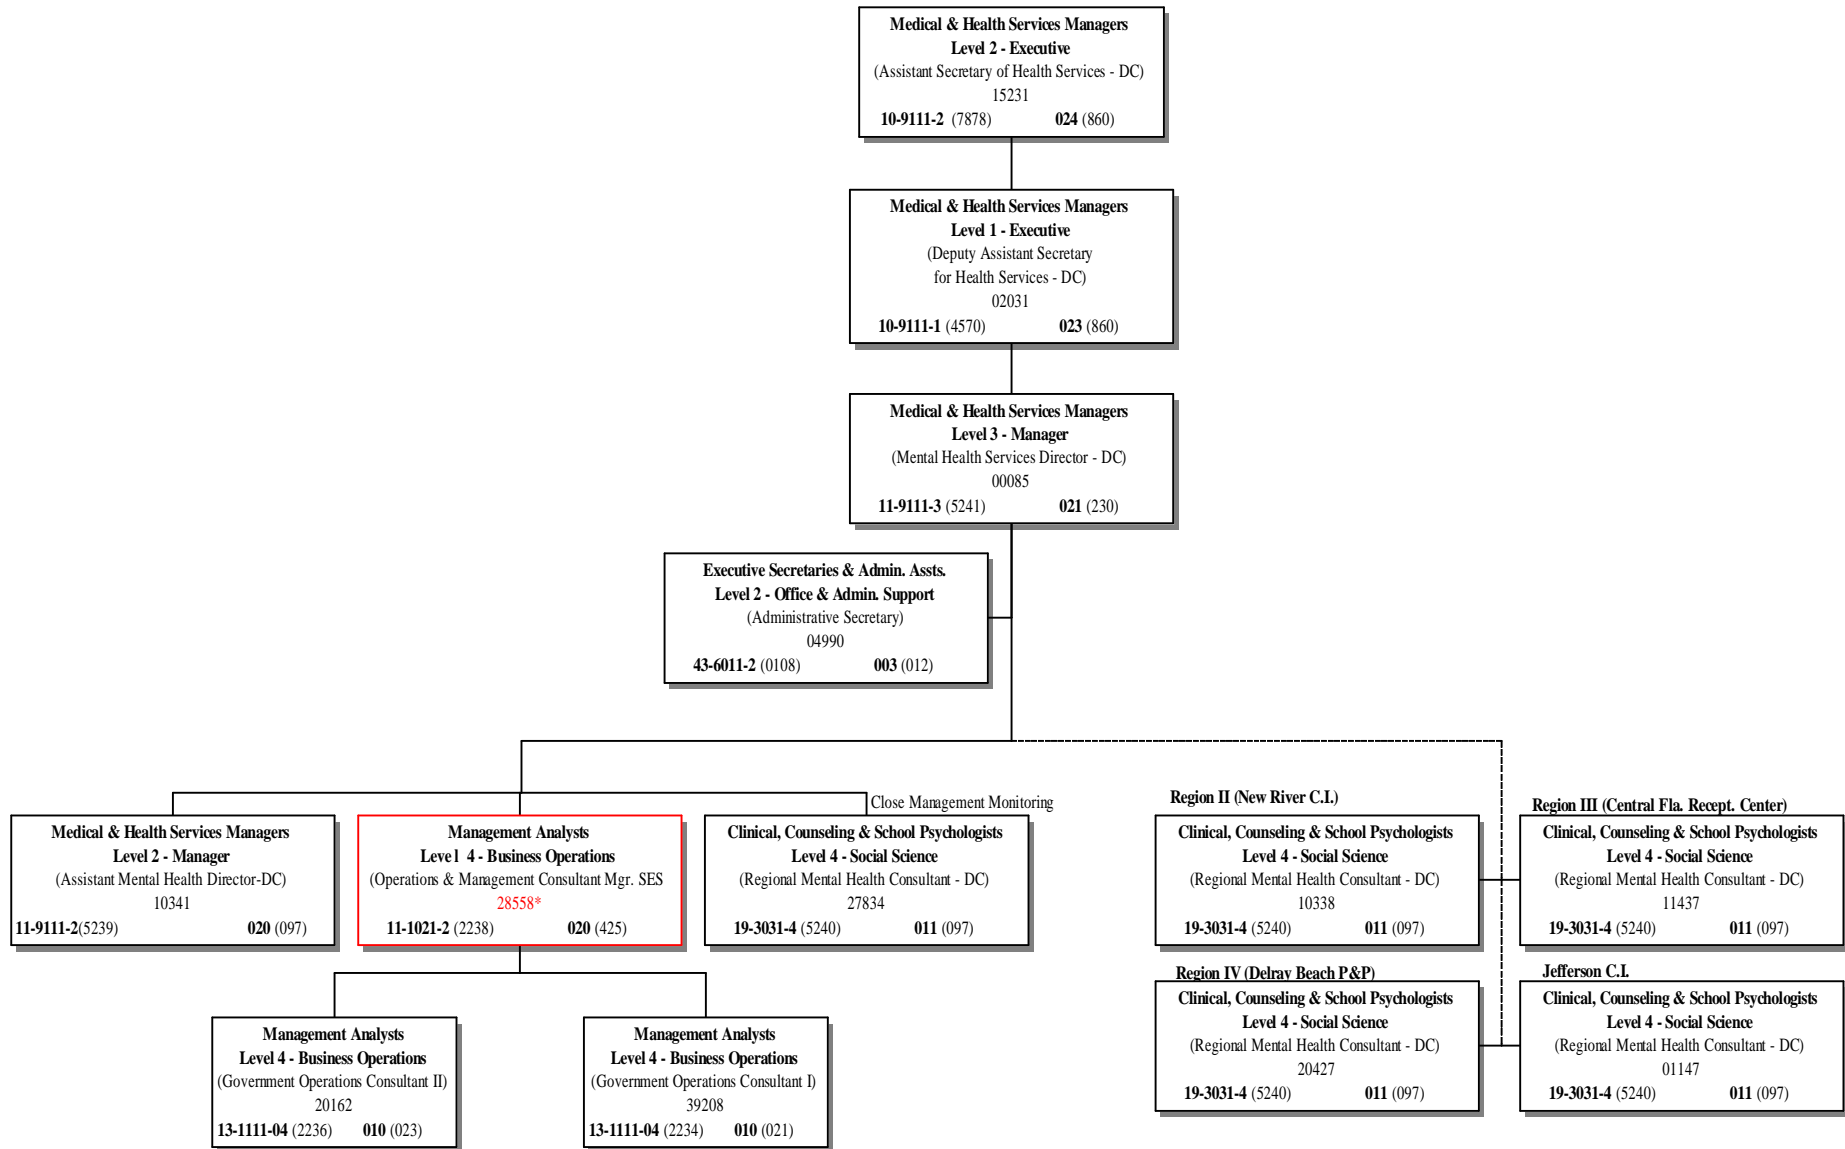 Medical & Health Services Managers
Level 2 - Executive
(Assistant Secretary of Health Services - DC)
15231
10-9111-2 (7878) 024 (860)
Medical & Health Services Managers
Level 1 - Executive
(Deputy Assistant Secretary
for Health Services - DC)
02031
10-9111-1 (4570) 023 (860)
Medical & Health Services Managers
Level 3 - Manager
(Mental Health Services Director - DC)
00085
11-9111-3 (5241) 021 (230)
Executive Secretaries & Admin. Assts.
Level 2 - Office & Admin. Support
(Administrative Secretary)
04990
43-6011-2 (0108) 003 (012)
Medical & Health Services Managers
Level 2 - Manager
(Assistant Mental Health Director-DC)
10341
11-9111-2(5239) 020 (097)
Management Analysts
Level 4 - Business Operations
(Operations & Management Consultant Mgr. SES
28558*
11-1021-2 (2238) 020 (425)
Close Management Monitoring
Clinical, Counseling & School Psychologists
Level 4 - Social Science
(Regional Mental Health Consultant - DC)
27834
19-3031-4 (5240) 011 (097)
Region II (New River C.I.)
Clinical, Counseling & School Psychologists
Level 4 - Social Science
(Regional Mental Health Consultant - DC)
10338
19-3031-4 (5240) 011 (097)
Region III (Central Fla. Recept. Center)
Clinical, Counseling & School Psychologists
Level 4 - Social Science
(Regional Mental Health Consultant - DC)
11437
19-3031-4 (5240) 011 (097)
Region IV (Delray Beach P&P)
Clinical, Counseling & School Psychologists
Level 4 - Social Science
(Regional Mental Health Consultant - DC)
20427
19-3031-4 (5240) 011 (097)
Jefferson C.I.
Clinical, Counseling & School Psychologists
Level 4 - Social Science
(Regional Mental Health Consultant - DC)
01147
19-3031-4 (5240) 011 (097)
Management Analysts
Level 4 - Business Operations
(Government Operations Consultant II)
20162
13-1111-04 (2236) 010 (023)
Management Analysts
Level 4 - Business Operations
(Government Operations Consultant I)
39208
13-1111-04 (2234) 010 (021)